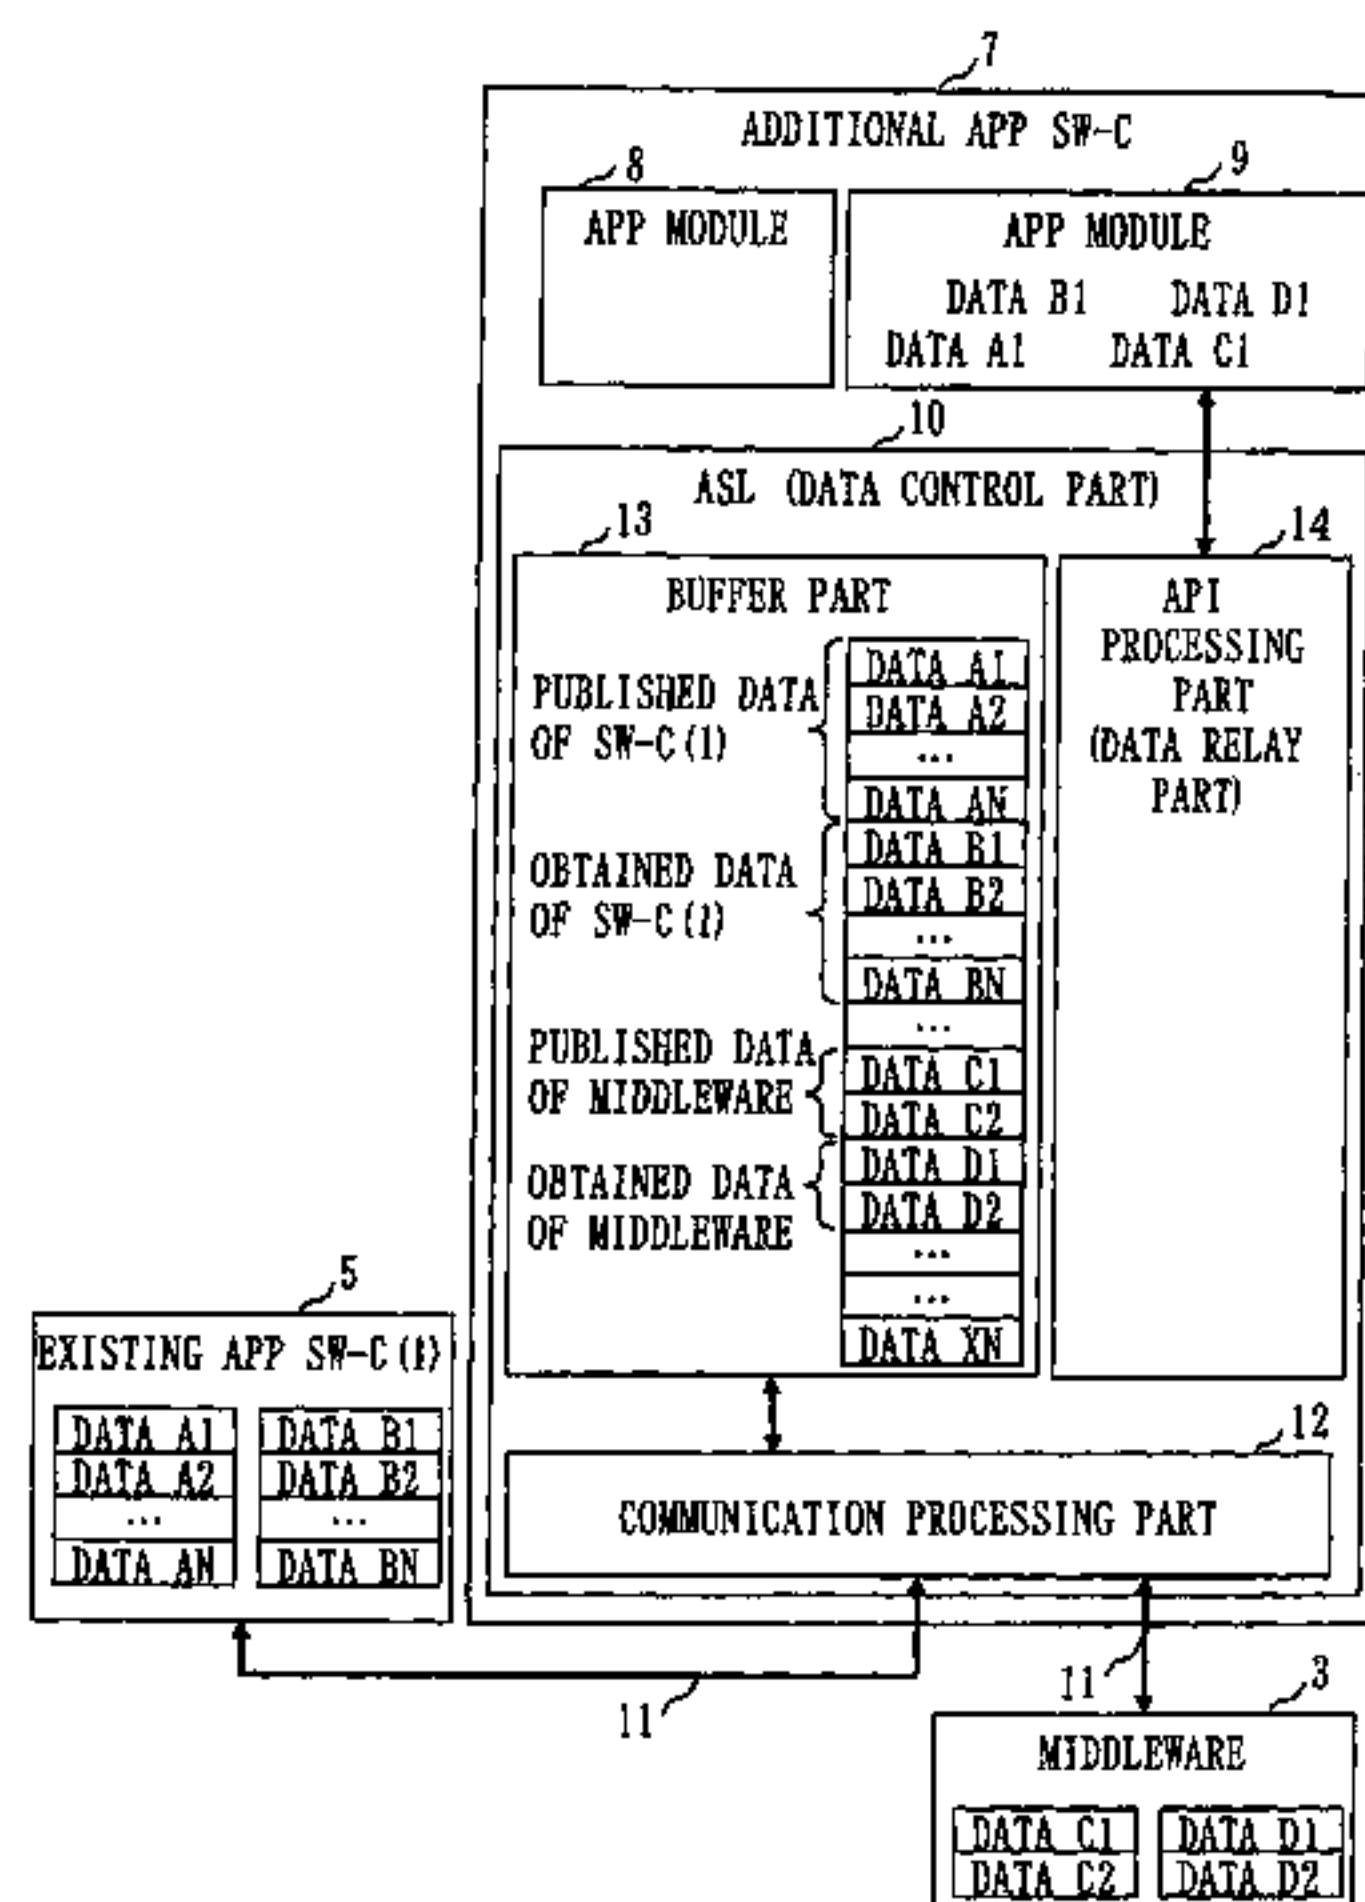 7
ADDITIONAL APP SW-C
8
APP MODULE
9
APP MODULE
DATA B1 DATA D1
DATA A1 DATA C1
10
ASL (DATA CONTROL PART)
13
BUFFER PART
PUBLISHED DATA
OF SW-C(1)
DATA A1
DATA A2
...
DATA AN
OBTAINED DATA
OF SW-C(1)
DATA B1
DATA B2
...
DATA BN
...
PUBLISHED DATA
OF MIDDLEWARE
DATA C1
DATA C2
OBTAINED DATA
OF MIDDLEWARE
DATA D1
DATA D2
...
...
DATA XN
14
API
PROCESSING
PART
(DATA RELAY
PART)
5
EXISTING APP SW-C(1)
DATA A1
DATA A2
...
DATA AN
DATA B1
DATA B2
...
DATA BN
12
COMMUNICATION PROCESSING PART
11
11
3
MIDDLEWARE
DATA C1
DATA C2
DATA D1
DATA D2